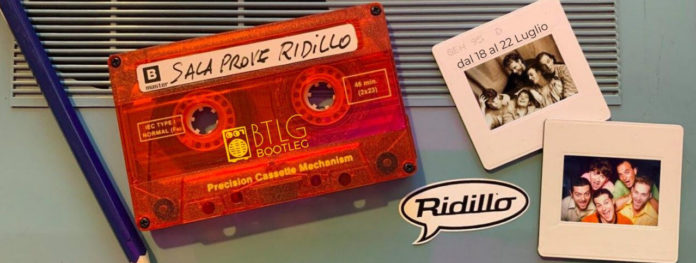 B
master
SALA PROVE RIDILLO
IEC TYPE I
NORMAL
46 min.
(2x23)
BTLG
BOOTLEG
Precision Cassette Mechanism
dal 18 al 22 Luglio
Ridillo